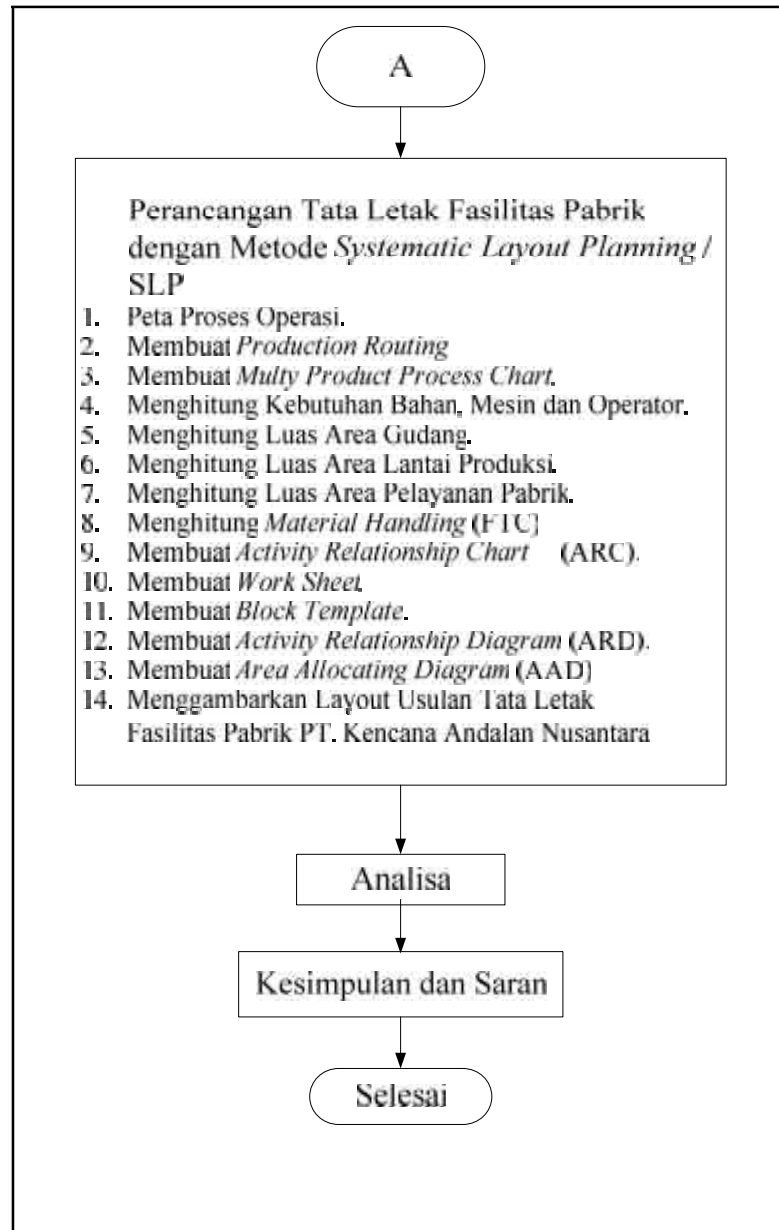 A
Perancangan Tata Letak Fasilitas Pabrik
dengan Metode Systematic Layout Planning /
SLP
1. Peta Proses Operasi.
2. Membuat Production Routing
3. Membuat Multy Product Process Chart.
4. Menghitung Kebutuhan Bahan, Mesin dan Operator.
5. Menghitung Luas Area Gudang.
6. Menghitung Luas Area Lantai Produksi.
7. Menghitung Luas Area Pelayanan Pabrik.
8. Menghitung Material Handling (FTC)
9. Membuat Activity Relationship Chart (ARC).
10. Membuat Work Sheet.
11. Membuat Block Template.
12. Membuat Activity Relationship Diagram (ARD).
13. Membuat Area Allocating Diagram (AAD)
14. Menggambarkan Layout Usulan Tata Letak
Fasilitas Pabrik PT. Kencana Andalan Nusantara
Analisa
Kesimpulan dan Saran
Selesai